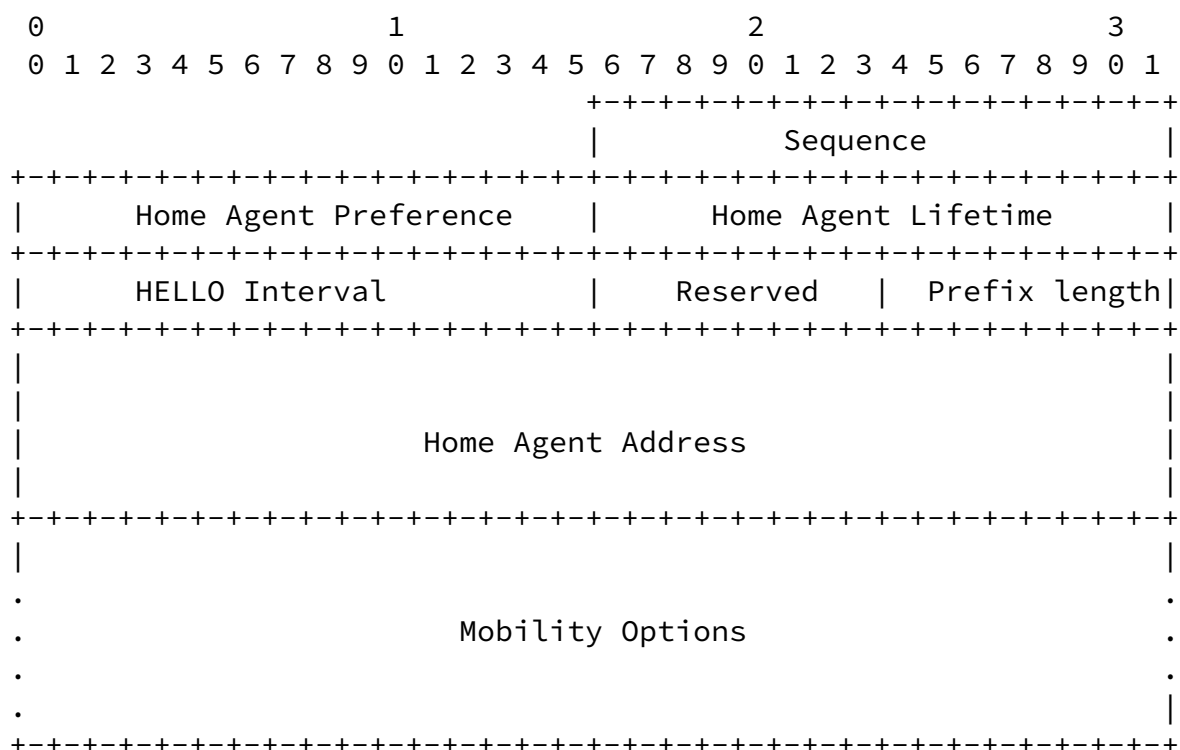 0                   1                   2                   3
0 1 2 3 4 5 6 7 8 9 0 1 2 3 4 5 6 7 8 9 0 1 2 3 4 5 6 7 8 9 0 1
                                +-+-+-+-+-+-+-+-+-+-+-+-+-+-+-+-+
                                |          Sequence             |
+-+-+-+-+-+-+-+-+-+-+-+-+-+-+-+-+-+-+-+-+-+-+-+-+-+-+-+-+-+-+-+-+
|      Home Agent Preference    |      Home Agent Lifetime      |
+-+-+-+-+-+-+-+-+-+-+-+-+-+-+-+-+-+-+-+-+-+-+-+-+-+-+-+-+-+-+-+-+
|      HELLO Interval           |    Reserved   |  Prefix length|
+-+-+-+-+-+-+-+-+-+-+-+-+-+-+-+-+-+-+-+-+-+-+-+-+-+-+-+-+-+-+-+-+
|                                                               |
|                                                               |
|                      Home Agent Address                       |
|                                                               |
+-+-+-+-+-+-+-+-+-+-+-+-+-+-+-+-+-+-+-+-+-+-+-+-+-+-+-+-+-+-+-+-+
|                                                               |
.                                                               .
.                        Mobility Options                       .
.                                                               .
.                                                               |
+-+-+-+-+-+-+-+-+-+-+-+-+-+-+-+-+-+-+-+-+-+-+-+-+-+-+-+-+-+-+-+-+